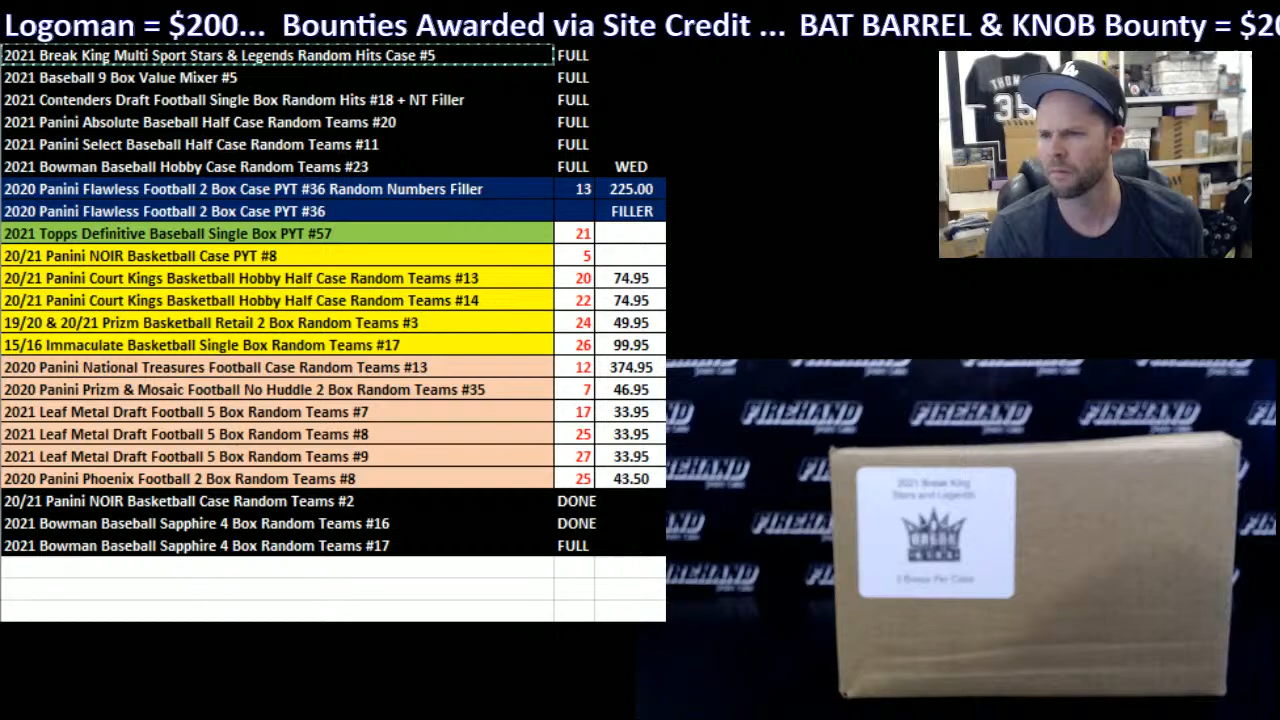 Logoman = $200... Bounties Awarded via Site Credit ... BAT BARREL & KNOB Bounty = $20
2021 Break King Multi Sport Stars & Legends Random Hits Case #5 FULL
2021 Baseball 9 Box Value Mixer #5 FULL
2021 Contenders Draft Football Single Box Random Hits #18 + NT Filler FULL
2021 Panini Absolute Baseball Half Case Random Teams #20 FULL
2021 Panini Select Baseball Half Case Random Teams #11 FULL
2021 Bowman Baseball Hobby Case Random Teams #23 FULL WED
2020 Panini Flawless Football 2 Box Case PYT #36 Random Numbers Filler 13 225.00
2020 Panini Flawless Football 2 Box Case PYT #36 FILLER
2021 Topps Definitive Baseball Single Box PYT #57 21
20/21 Panini NOIR Basketball Case PYT #8 5
20/21 Panini Court Kings Basketball Hobby Half Case Random Teams #13 20 74.95
20/21 Panini Court Kings Basketball Hobby Half Case Random Teams #14 22 74.95
19/20 & 20/21 Prizm Basketball Retail 2 Box Random Teams #3 24 49.95
15/16 Immaculate Basketball Single Box Random Teams #17 26 99.95
2020 Panini National Treasures Football Case Random Teams #13 12 374.95
2020 Panini Prizm & Mosaic Football No Huddle 2 Box Random Teams #35 7 46.95
2021 Leaf Metal Draft Football 5 Box Random Teams #7 17 33.95
2021 Leaf Metal Draft Football 5 Box Random Teams #8 25 33.95
2021 Leaf Metal Draft Football 5 Box Random Teams #9 27 33.95
2020 Panini Phoenix Football 2 Box Random Teams #8 25 43.50
20/21 Panini NOIR Basketball Case Random Teams #2 DONE
2021 Bowman Baseball Sapphire 4 Box Random Teams #16 DONE
2021 Bowman Baseball Sapphire 4 Box Random Teams #17 FULL
THOM
35
FIREHAND FIREHAND FIREHAND
2021 Break King
Stars and Legends
BREAK
KING